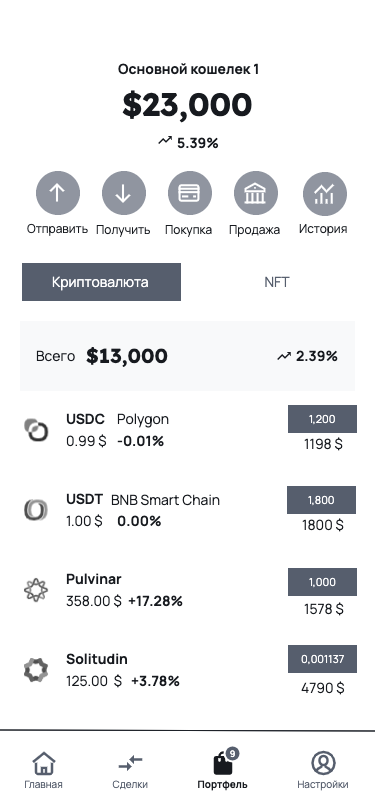 Основной кошелек 1
$23,000
5.39%
Отправить Получить Покупка Продажа История
Криптовалюта NFT
Всего $13,000 2.39%
USDC Polygon 1,200
0.99 $ -0.01% 1198 $
USDT BNB Smart Chain 1,800
1.00 $ 0.00% 1800 $
Pulvinar 1,000
358.00 $ +17.28% 1578 $
Solitudin 0,001137
125.00 $ +3.78% 4790 $
9
Главная Сделки Портфель Настройки